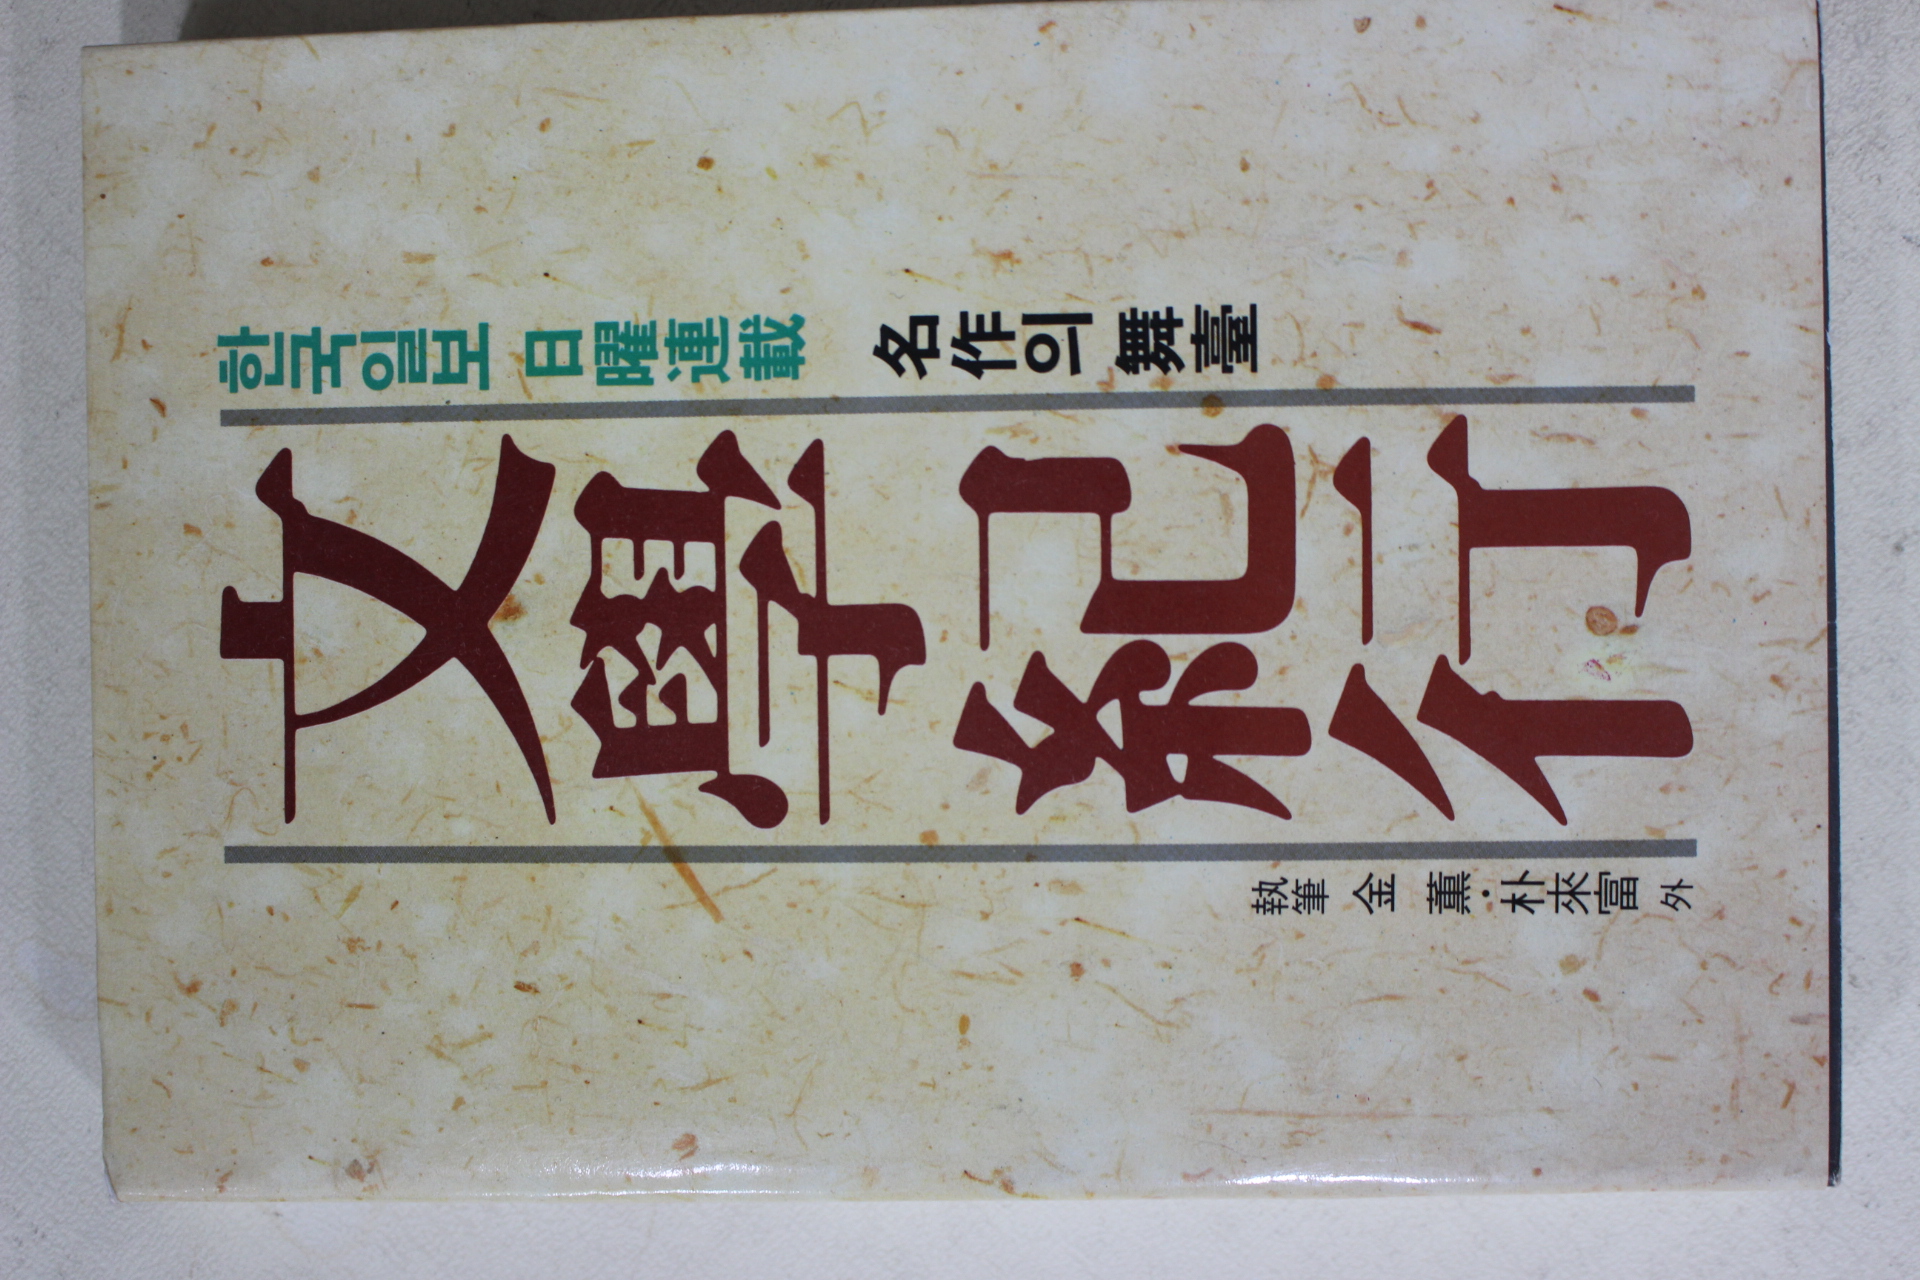 한국일보 日曜連載 名作의 舞臺
文學紀行
執筆 金 薰·朴來富 外